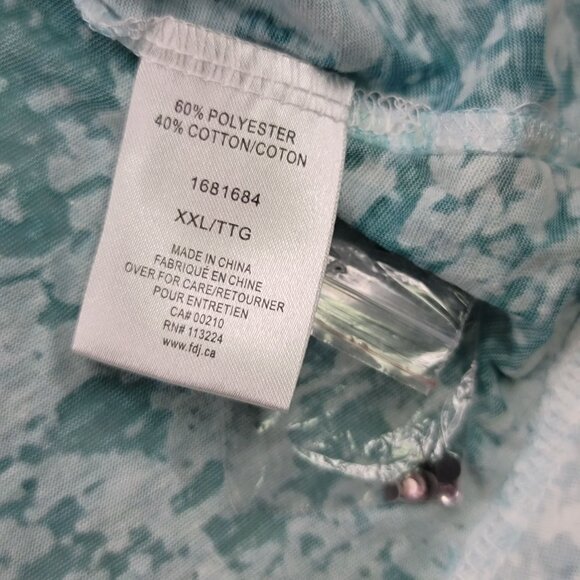 60% POLYESTER
40% COTTON/COTON
1681684
XXL/TTG
MADE IN CHINA
FABRIQUÉ EN CHINE
OVER FOR CARE/RETOURNER
POUR ENTRETIEN
CA# 00210
RN# 113224
www.fdj.ca